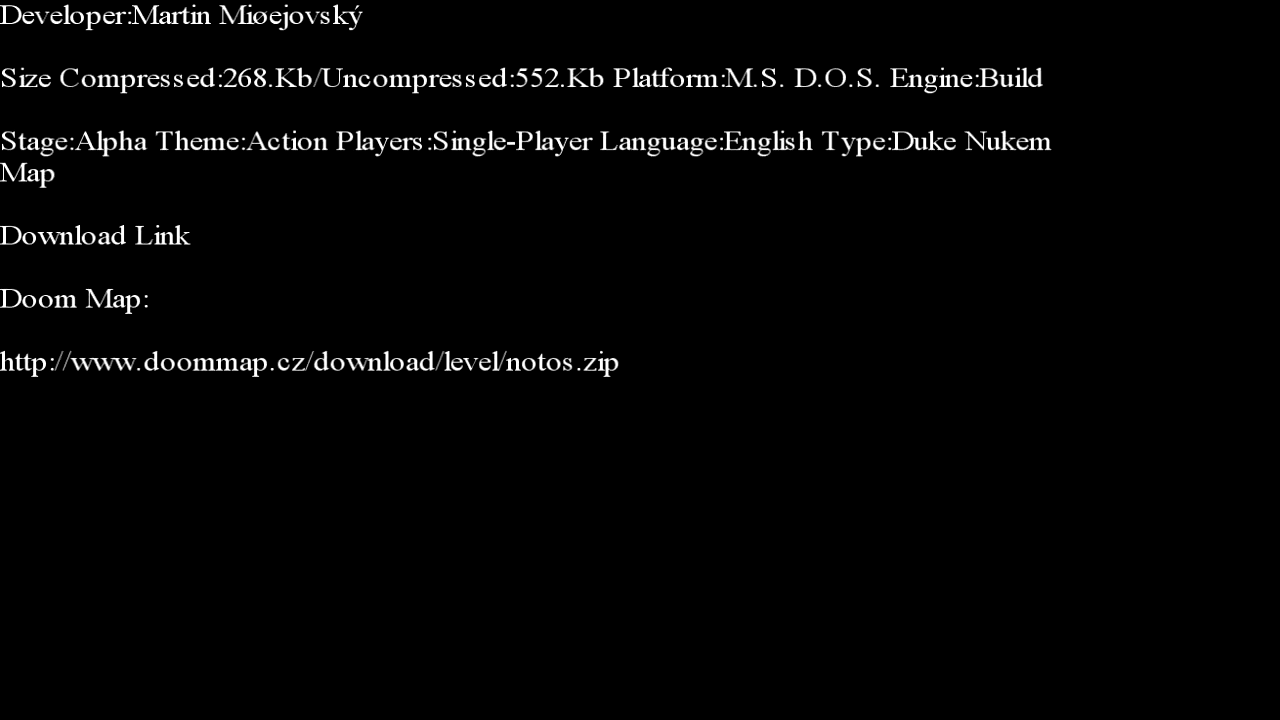 Developer:Martin Miøejovský
Size Compressed:268.Kb/Uncompressed:552.Kb Platform:M.S. D.O.S. Engine:Build
Stage:Alpha Theme:Action Players:Single-Player Language:English Type:Duke Nukem
Map
Download Link
Doom Map:
http://www.doommap.cz/download/level/notos.zip